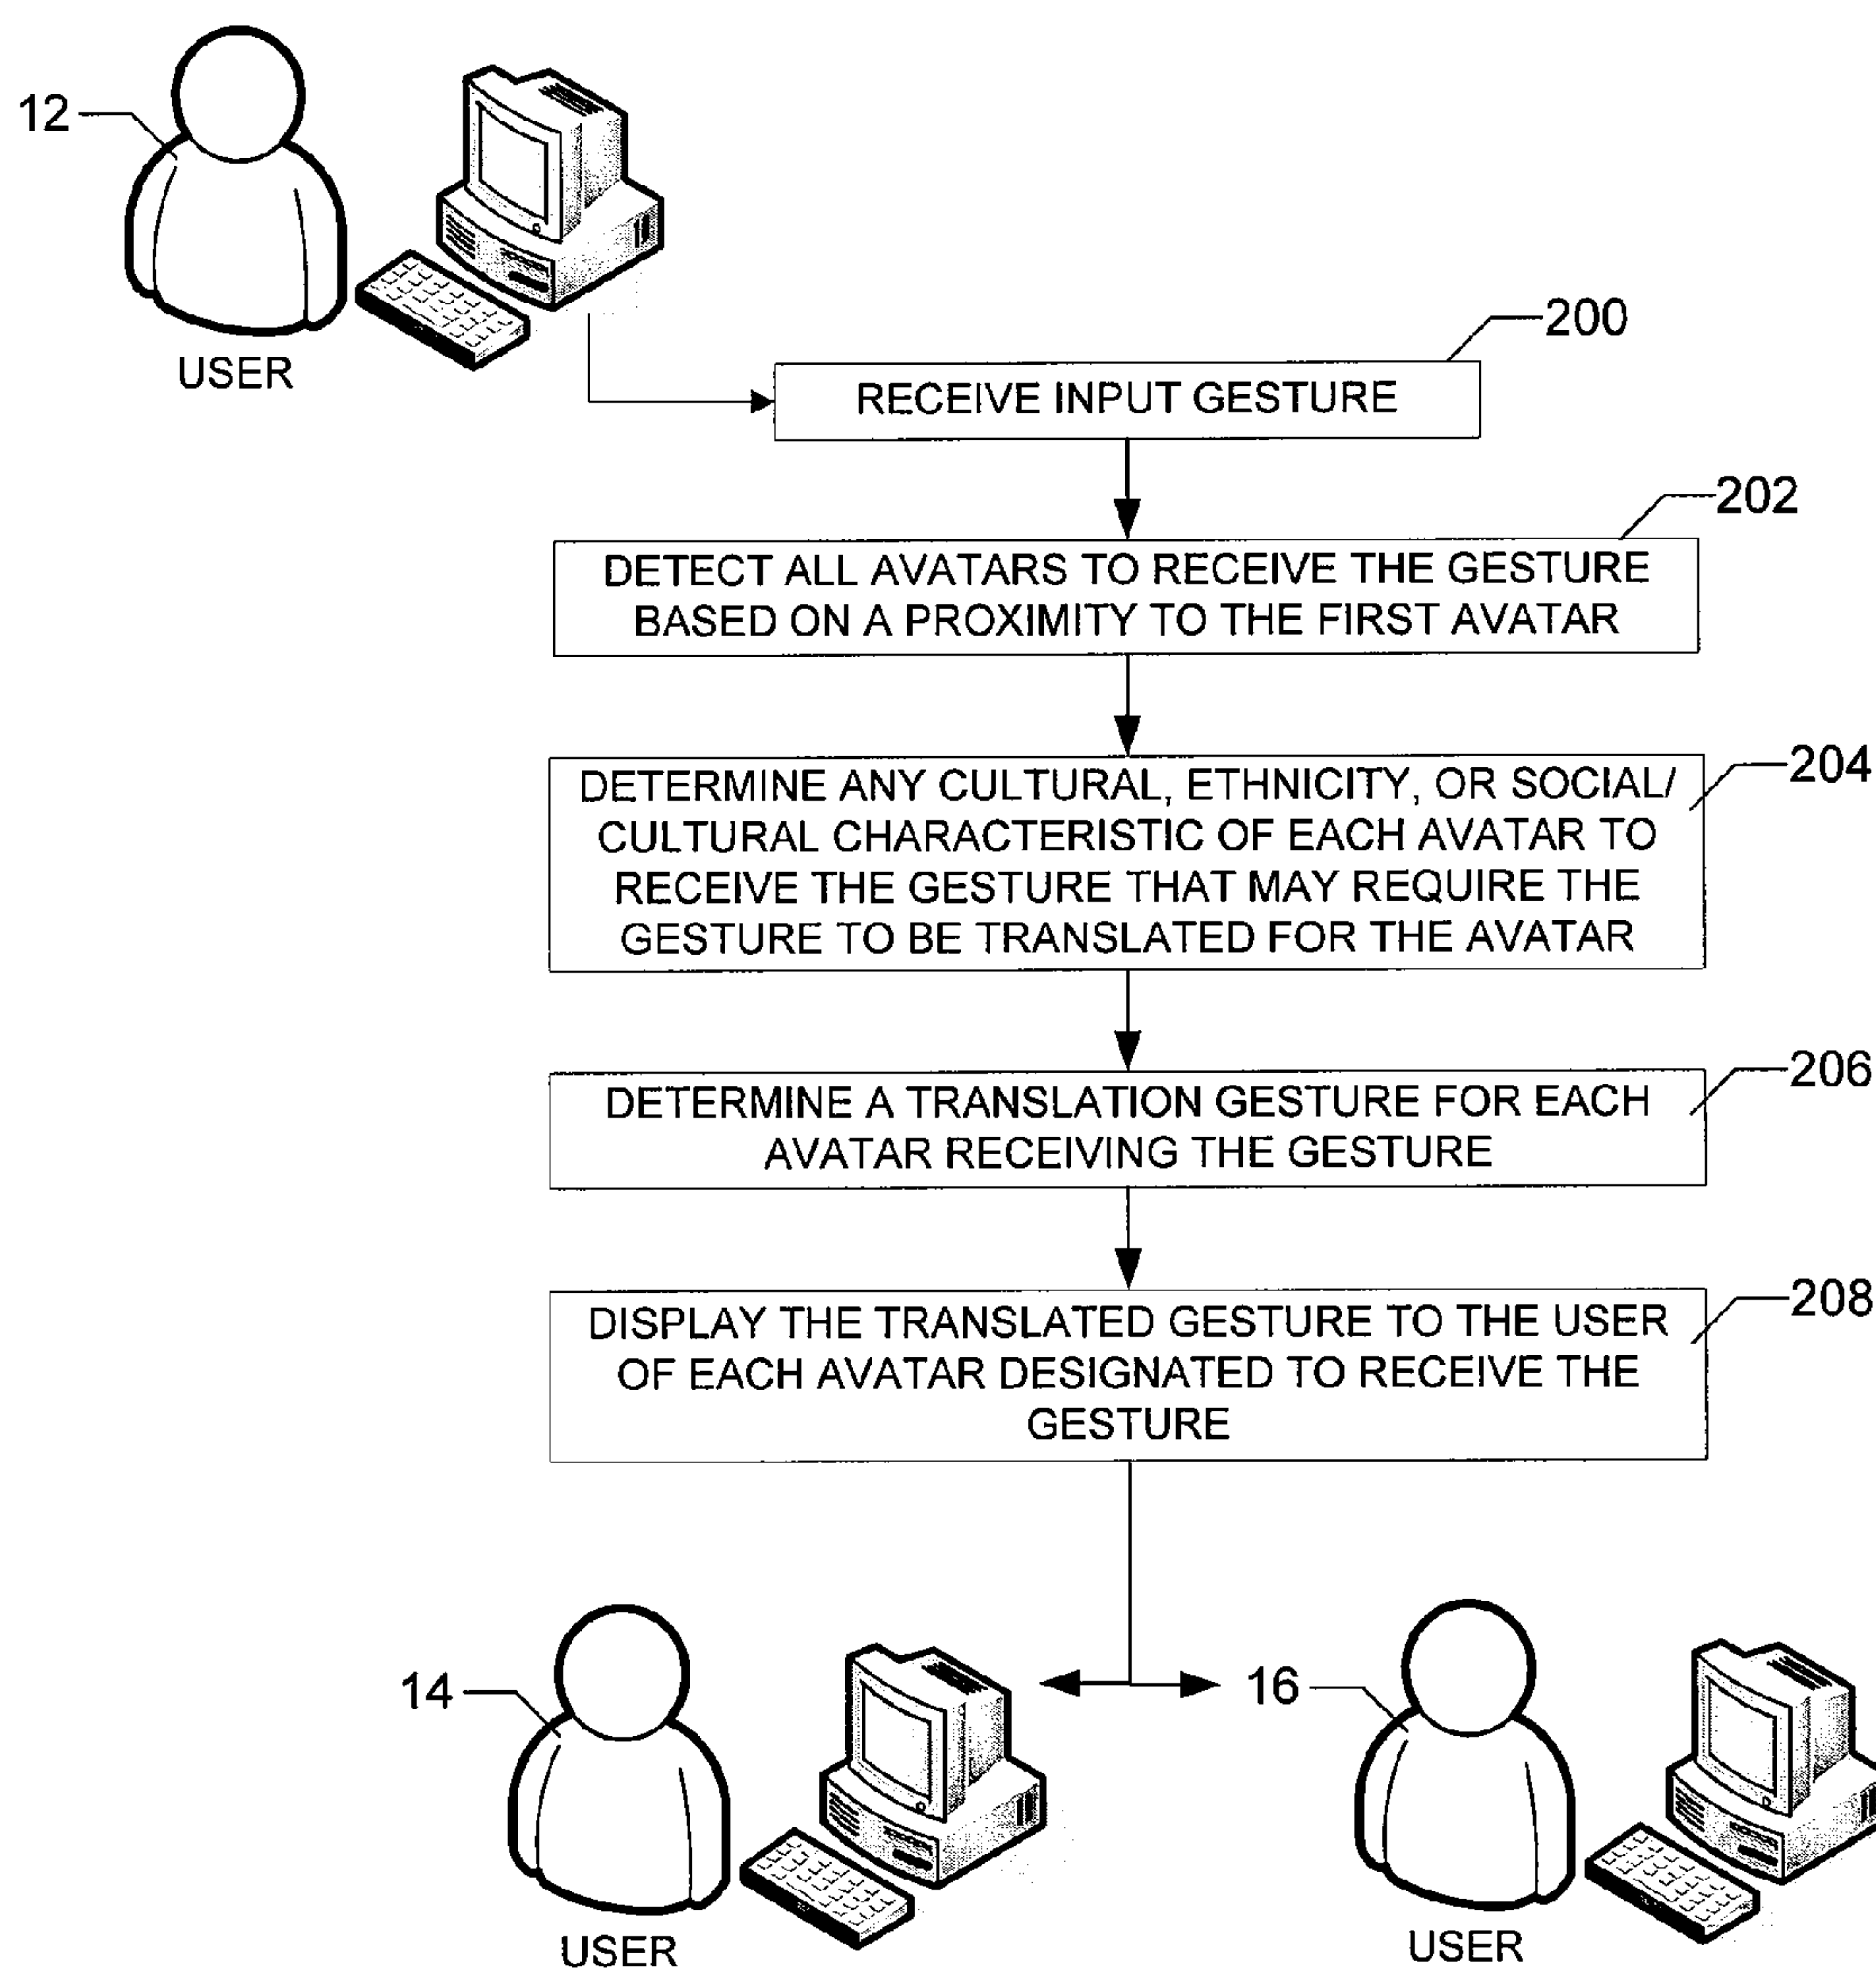 12
USER
200
RECEIVE INPUT GESTURE
202
DETECT ALL AVATARS TO RECEIVE THE GESTURE
BASED ON A PROXIMITY TO THE FIRST AVATAR
204
DETERMINE ANY CULTURAL, ETHNICITY, OR SOCIAL/
CULTURAL CHARACTERISTIC OF EACH AVATAR TO
RECEIVE THE GESTURE THAT MAY REQUIRE THE
GESTURE TO BE TRANSLATED FOR THE AVATAR
206
DETERMINE A TRANSLATION GESTURE FOR EACH
AVATAR RECEIVING THE GESTURE
208
DISPLAY THE TRANSLATED GESTURE TO THE USER
OF EACH AVATAR DESIGNATED TO RECEIVE THE
GESTURE
14
USER
16
USER